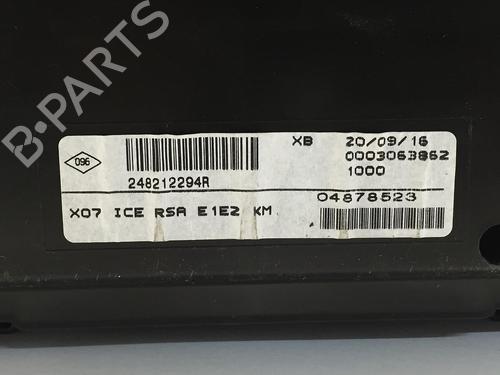 B-PARTS
096
248212294R
XB 20/09/16
0003063862
1000
X07 ICE RSA E1E2 KM
04878523